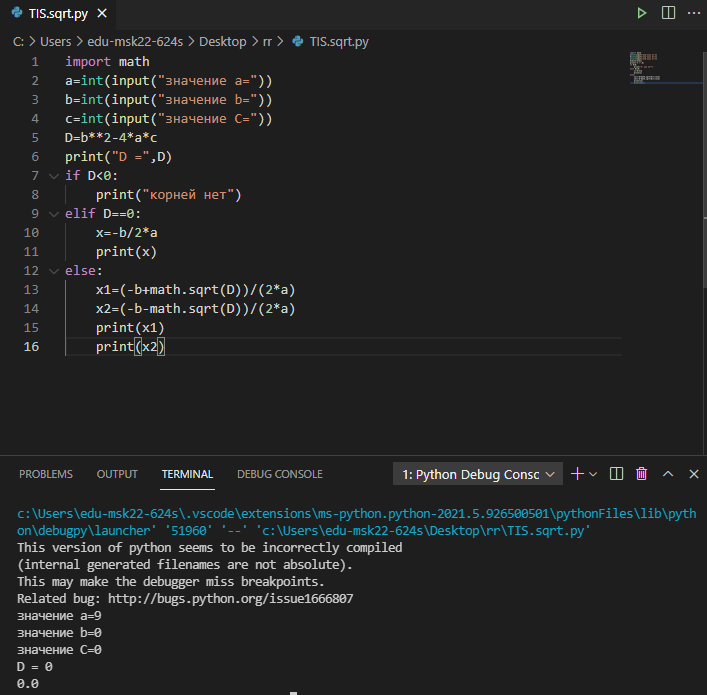 TIS.sqrt.py
C: > Users > edu-msk22-624s > Desktop > rr > TIS.sqrt.py
1 import math
2 a=int(input("значение a="))
3 b=int(input("значение b="))
4 c=int(input("значение C="))
5 D=b**2-4*a*c
6 print("D =",D)
7 if D<0:
8 print("корней нет")
9 elif D==0:
10 x=-b/2*a
11 print(x)
12 else:
13 x1=(-b+math.sqrt(D))/(2*a)
14 x2=(-b-math.sqrt(D))/(2*a)
15 print(x1)
16 print(x2)
PROBLEMS OUTPUT TERMINAL DEBUG CONSOLE 1: Python Debug Consc
c:\Users\edu-msk22-624s\.vscode\extensions\ms-python.python-2021.5.926500501\pythonFiles\lib\pyth
on\debugpy\launcher' '51960' '--' 'c:\Users\edu-msk22-624s\Desktop\rr\TIS.sqrt.py'
This version of python seems to be incorrectly compiled
(internal generated filenames are not absolute).
This may make the debugger miss breakpoints.
Related bug: http://bugs.python.org/issue1666807
значение a=9
значение b=0
значение C=0
D = 0
0.0